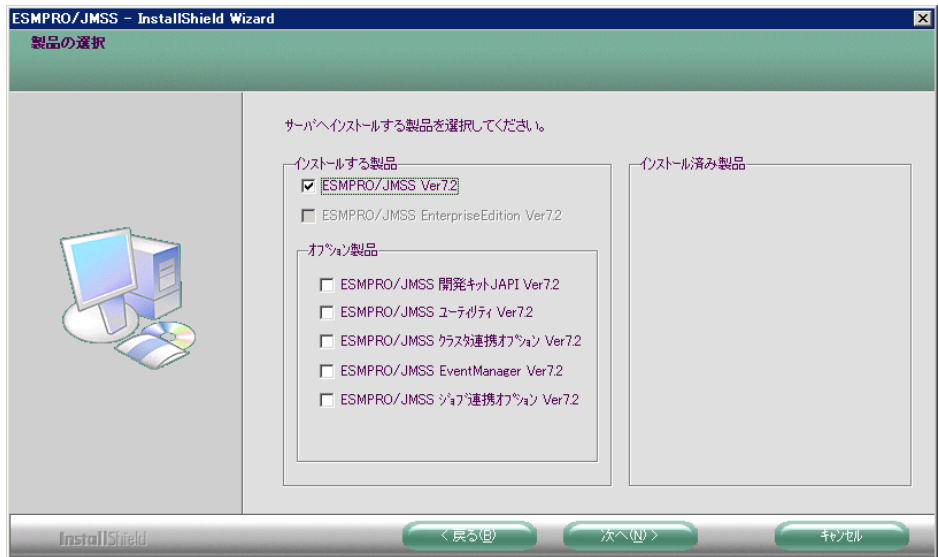 ESMPRO/JMSS - InstallShield Wizard
製品の選択
サーバへインストールする製品を選択してください。
インストールする製品
ESMPRO/JMSS Ver7.2
ESMPRO/JMSS EnterpriseEdition Ver7.2
オプション製品
ESMPRO/JMSS 開発キットJAPI Ver7.2
ESMPRO/JMSS ユーティリティ Ver7.2
ESMPRO/JMSS クラスタ連携オプション Ver7.2
ESMPRO/JMSS EventManager Ver7.2
ESMPRO/JMSS ジョブ連携オプション Ver7.2
インストール済み製品
InstallShield
< 戻る(B)
次へ(N) >
キャンセル